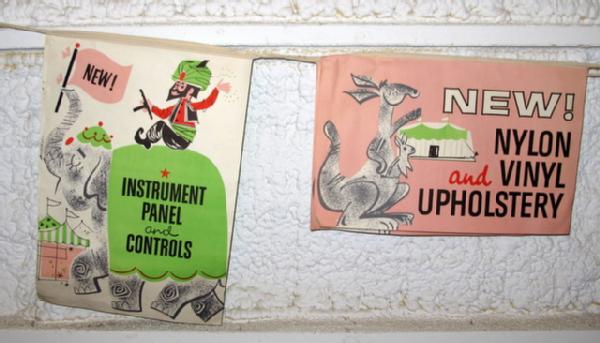 NEW!
INSTRUMENT
PANEL
and
CONTROLS
NEW!
NYLON
and VINYL
UPHOLSTERY